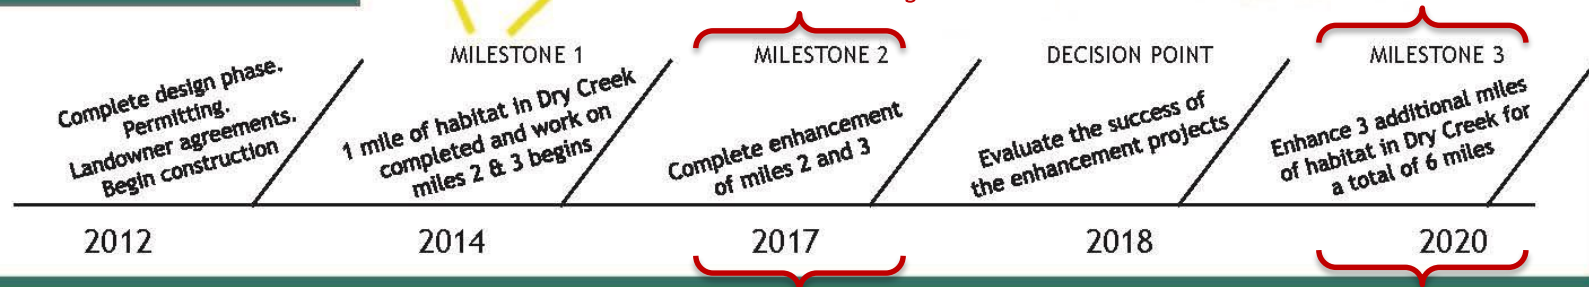 Complete design phase.
Permitting.
Landowner agreements.
Begin construction
MILESTONE 1
1 mile of habitat in Dry Creek
completed and work on
miles 2 & 3 begins
MILESTONE 2
Complete enhancement
of miles 2 and 3
DECISION POINT
Evaluate the success of
the enhancement projects
MILESTONE 3
Enhance 3 additional miles
of habitat in Dry Creek for
a total of 6 miles
2012
2014
2017
2018
2020